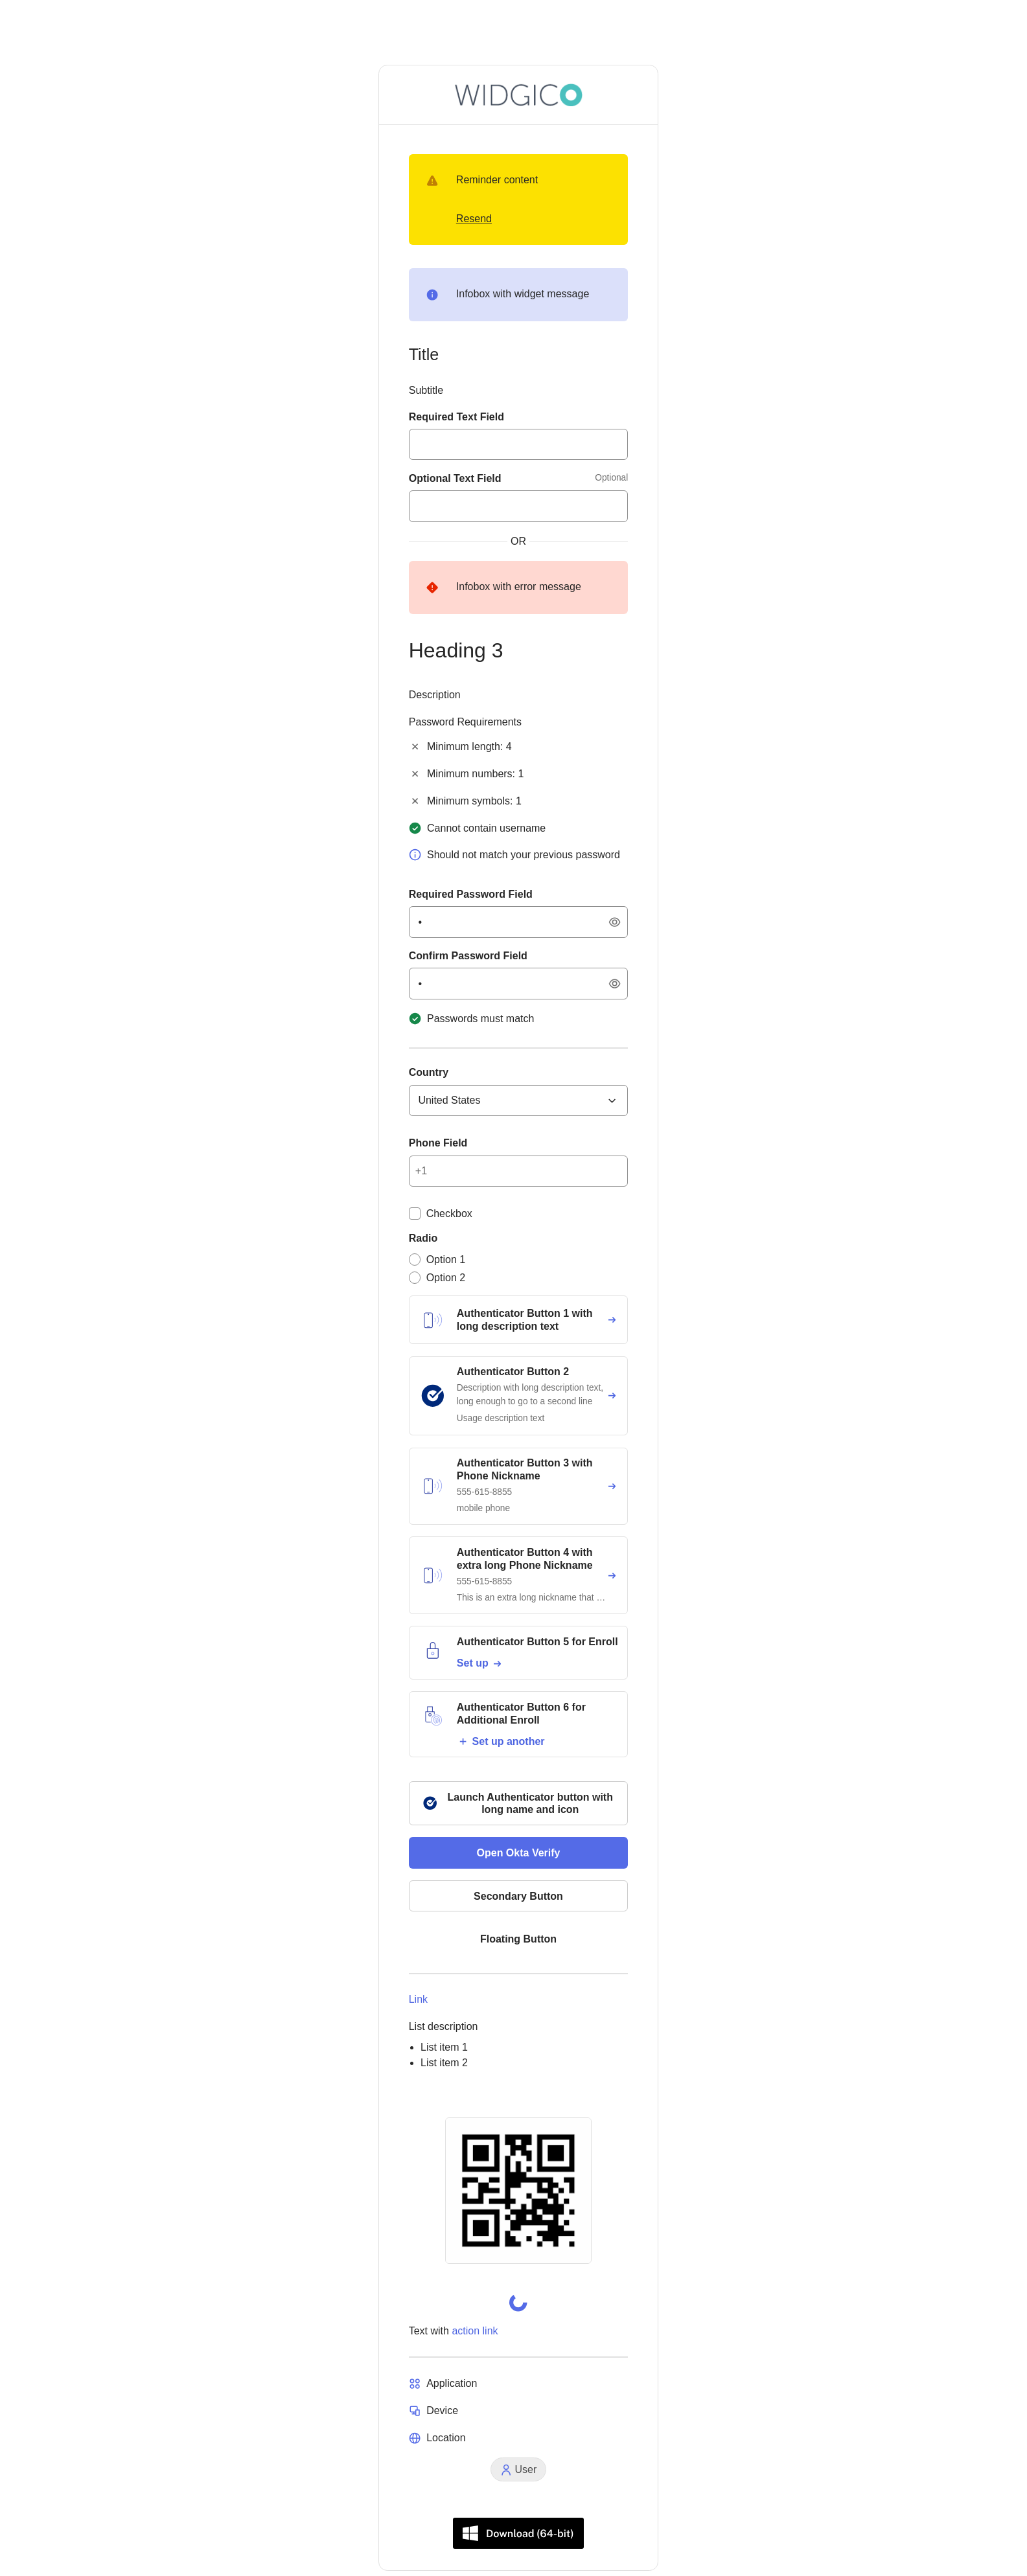 WIDGICO
Reminder content
Resend
Infobox with widget message
Title
Subtitle
Required Text Field
Optional Text Field Optional
OR
Infobox with error message
Heading 3
Description
Password Requirements
Minimum length: 4
Minimum numbers: 1
Minimum symbols: 1
Cannot contain username
Should not match your previous password
Required Password Field
•
Confirm Password Field
•
Passwords must match
Country
United States
Phone Field
+1
Checkbox
Radio
Option 1
Option 2
Authenticator Button 1 with
long description text
Authenticator Button 2
Description with long description text,
long enough to go to a second line
Usage description text
Authenticator Button 3 with
Phone Nickname
555-615-8855
mobile phone
Authenticator Button 4 with
extra long Phone Nickname
555-615-8855
This is an extra long nickname that …
Authenticator Button 5 for Enroll
Set up
Authenticator Button 6 for
Additional Enroll
Set up another
Launch Authenticator button with
long name and icon
Open Okta Verify
Secondary Button
Floating Button
Link
List description
• List item 1
• List item 2
Text with action link
Application
Device
Location
User
Download (64-bit)